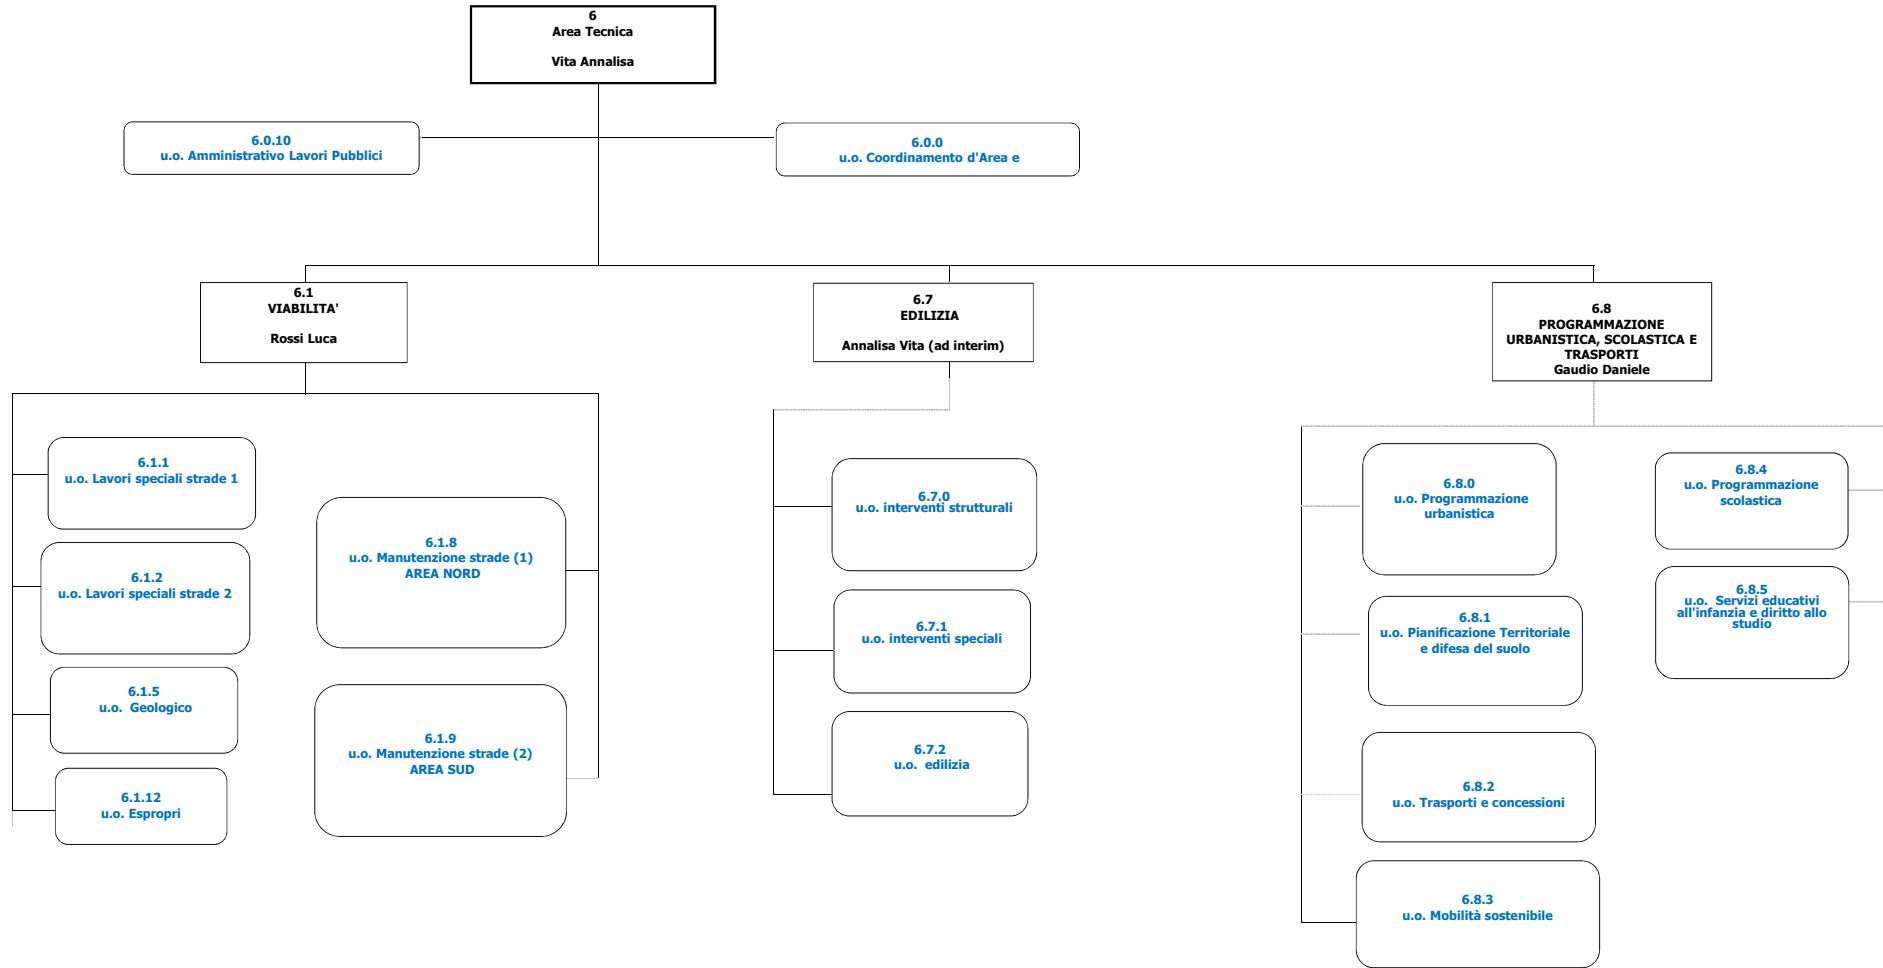 6
Area Tecnica
Vita Annalisa
6.0.10
u.o. Amministrativo Lavori Pubblici
6.0.0
u.o. Coordinamento d'Area e
6.1
VIABILITA'
Rossi Luca
6.7
EDILIZIA
Annalisa Vita (ad interim)
6.8
PROGRAMMAZIONE
URBANISTICA, SCOLASTICA E
TRASPORTI
Gaudio Daniele
6.1.1
u.o. Lavori speciali strade 1
6.1.2
u.o. Lavori speciali strade 2
6.1.5
u.o.  Geologico
6.1.12
u.o. Espropri
6.1.8
u.o. Manutenzione strade (1)
AREA NORD
6.1.9
u.o. Manutenzione strade (2)
AREA SUD
6.7.0
u.o. interventi strutturali
6.7.1
u.o. interventi speciali
6.7.2
u.o.  edilizia
6.8.0
u.o. Programmazione
urbanistica
6.8.1
u.o. Pianificazione Territoriale
e difesa del suolo
6.8.2
u.o. Trasporti e concessioni
6.8.3
u.o. Mobilità sostenibile
6.8.4
u.o. Programmazione
scolastica
6.8.5
u.o.  Servizi educativi
all'infanzia e diritto allo
studio